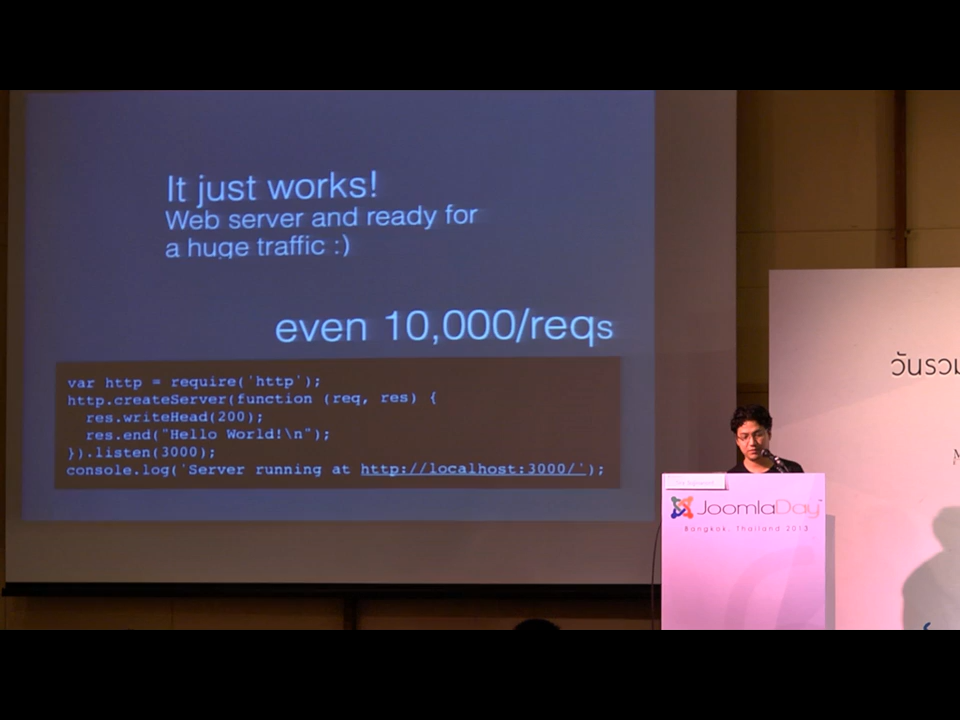 It just works!
Web server and ready for
a huge traffic :)
even 10,000/reqs
var http = require('http');
http.createServer(function (req, res) {
res.writeHead(200);
res.end("Hello World!\n");
}).listen(3000);
console.log('Server running at http://localhost:3000/');
วันรวม
JoomlaDay™
Bangkok, Thailand 2013